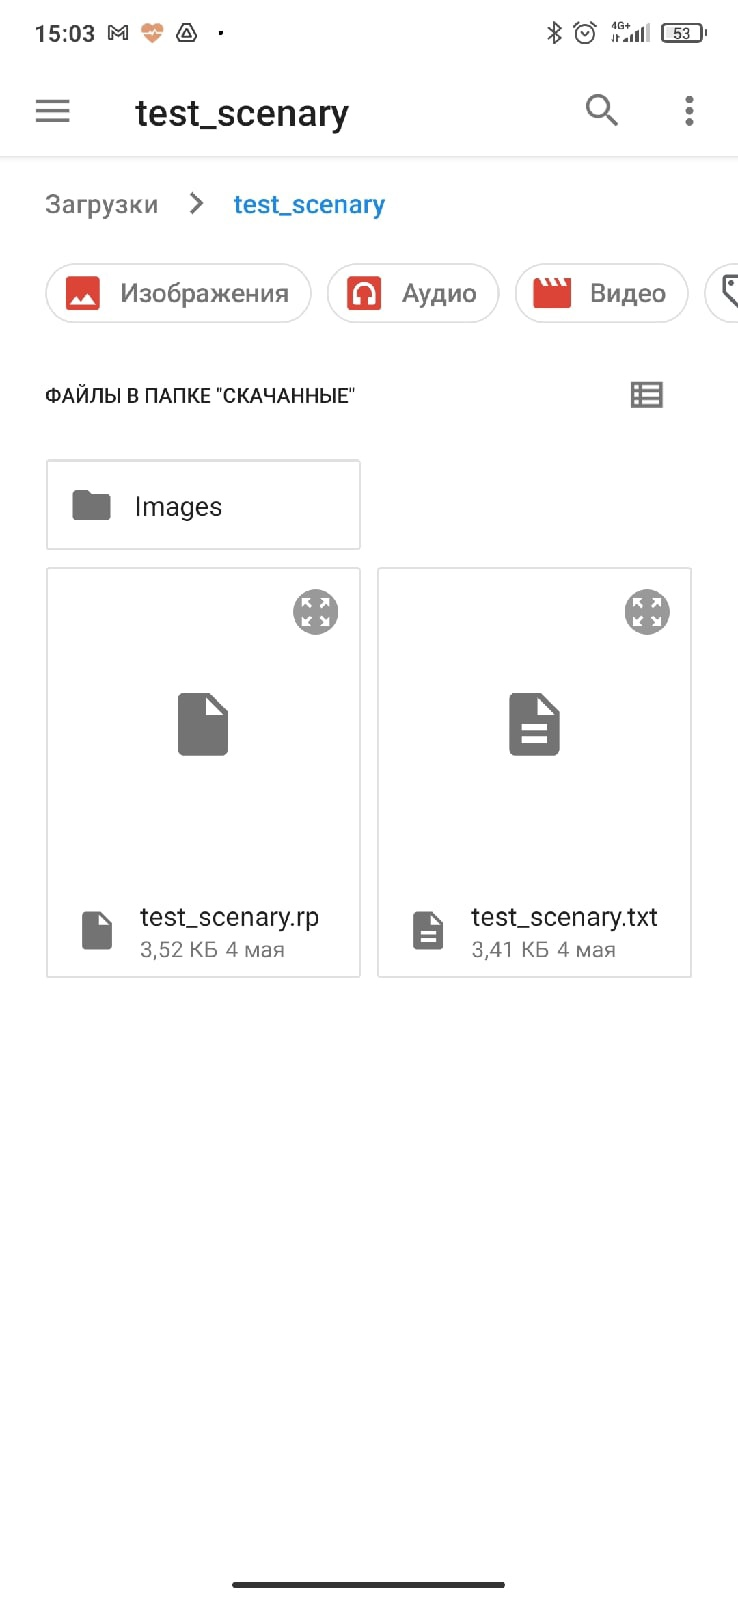 15:03
4G+
53
test_scenary
Загрузки
test_scenary
Изображения
Аудио
Видео
ФАЙЛЫ В ПАПКЕ "СКАЧАННЫЕ"
Images
test_scenary.rp
3,52 КБ 4 мая
test_scenary.txt
3,41 КБ 4 мая